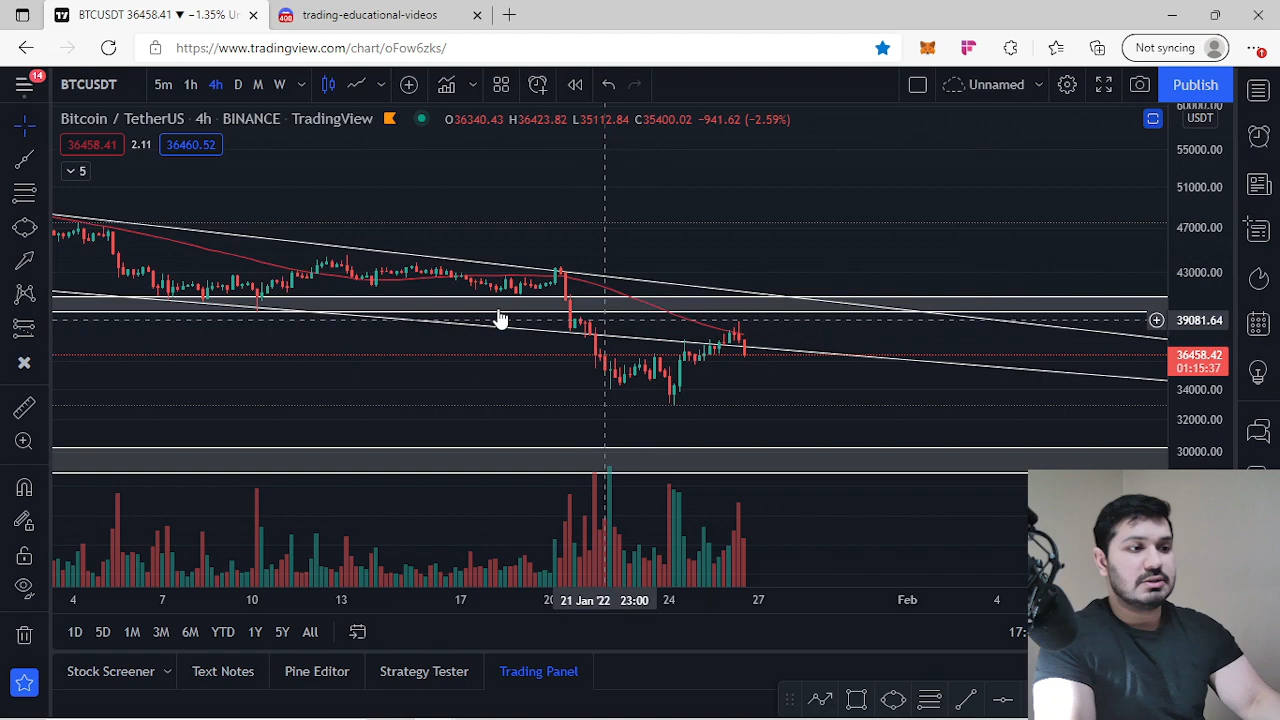 BTCUSDT 36458.41 ▼ −1.35% Ur
400 trading-educational-videos
https://www.tradingview.com/chart/oFow6zks/
Not syncing
14
BTCUSDT 5m 1h 4h D M W
Unnamed
Publish
Bitcoin / TetherUS · 4h · BINANCE · TradingView
O36340.43 H36423.82 L35112.84 C35400.02 −941.62 (−2.59%)
36458.41 2.11 36460.52
5
60000.00
USDT
55000.00
51000.00
47000.00
43000.00
39081.64
36458.42
01:15:37
34000.00
32000.00
30000.00
4 7 10 13 17 20 21 Jan '22 23:00 24 27 Feb 4
1D 5D 1M 3M 6M YTD 1Y 5Y All
17:
Stock Screener Text Notes Pine Editor Strategy Tester Trading Panel